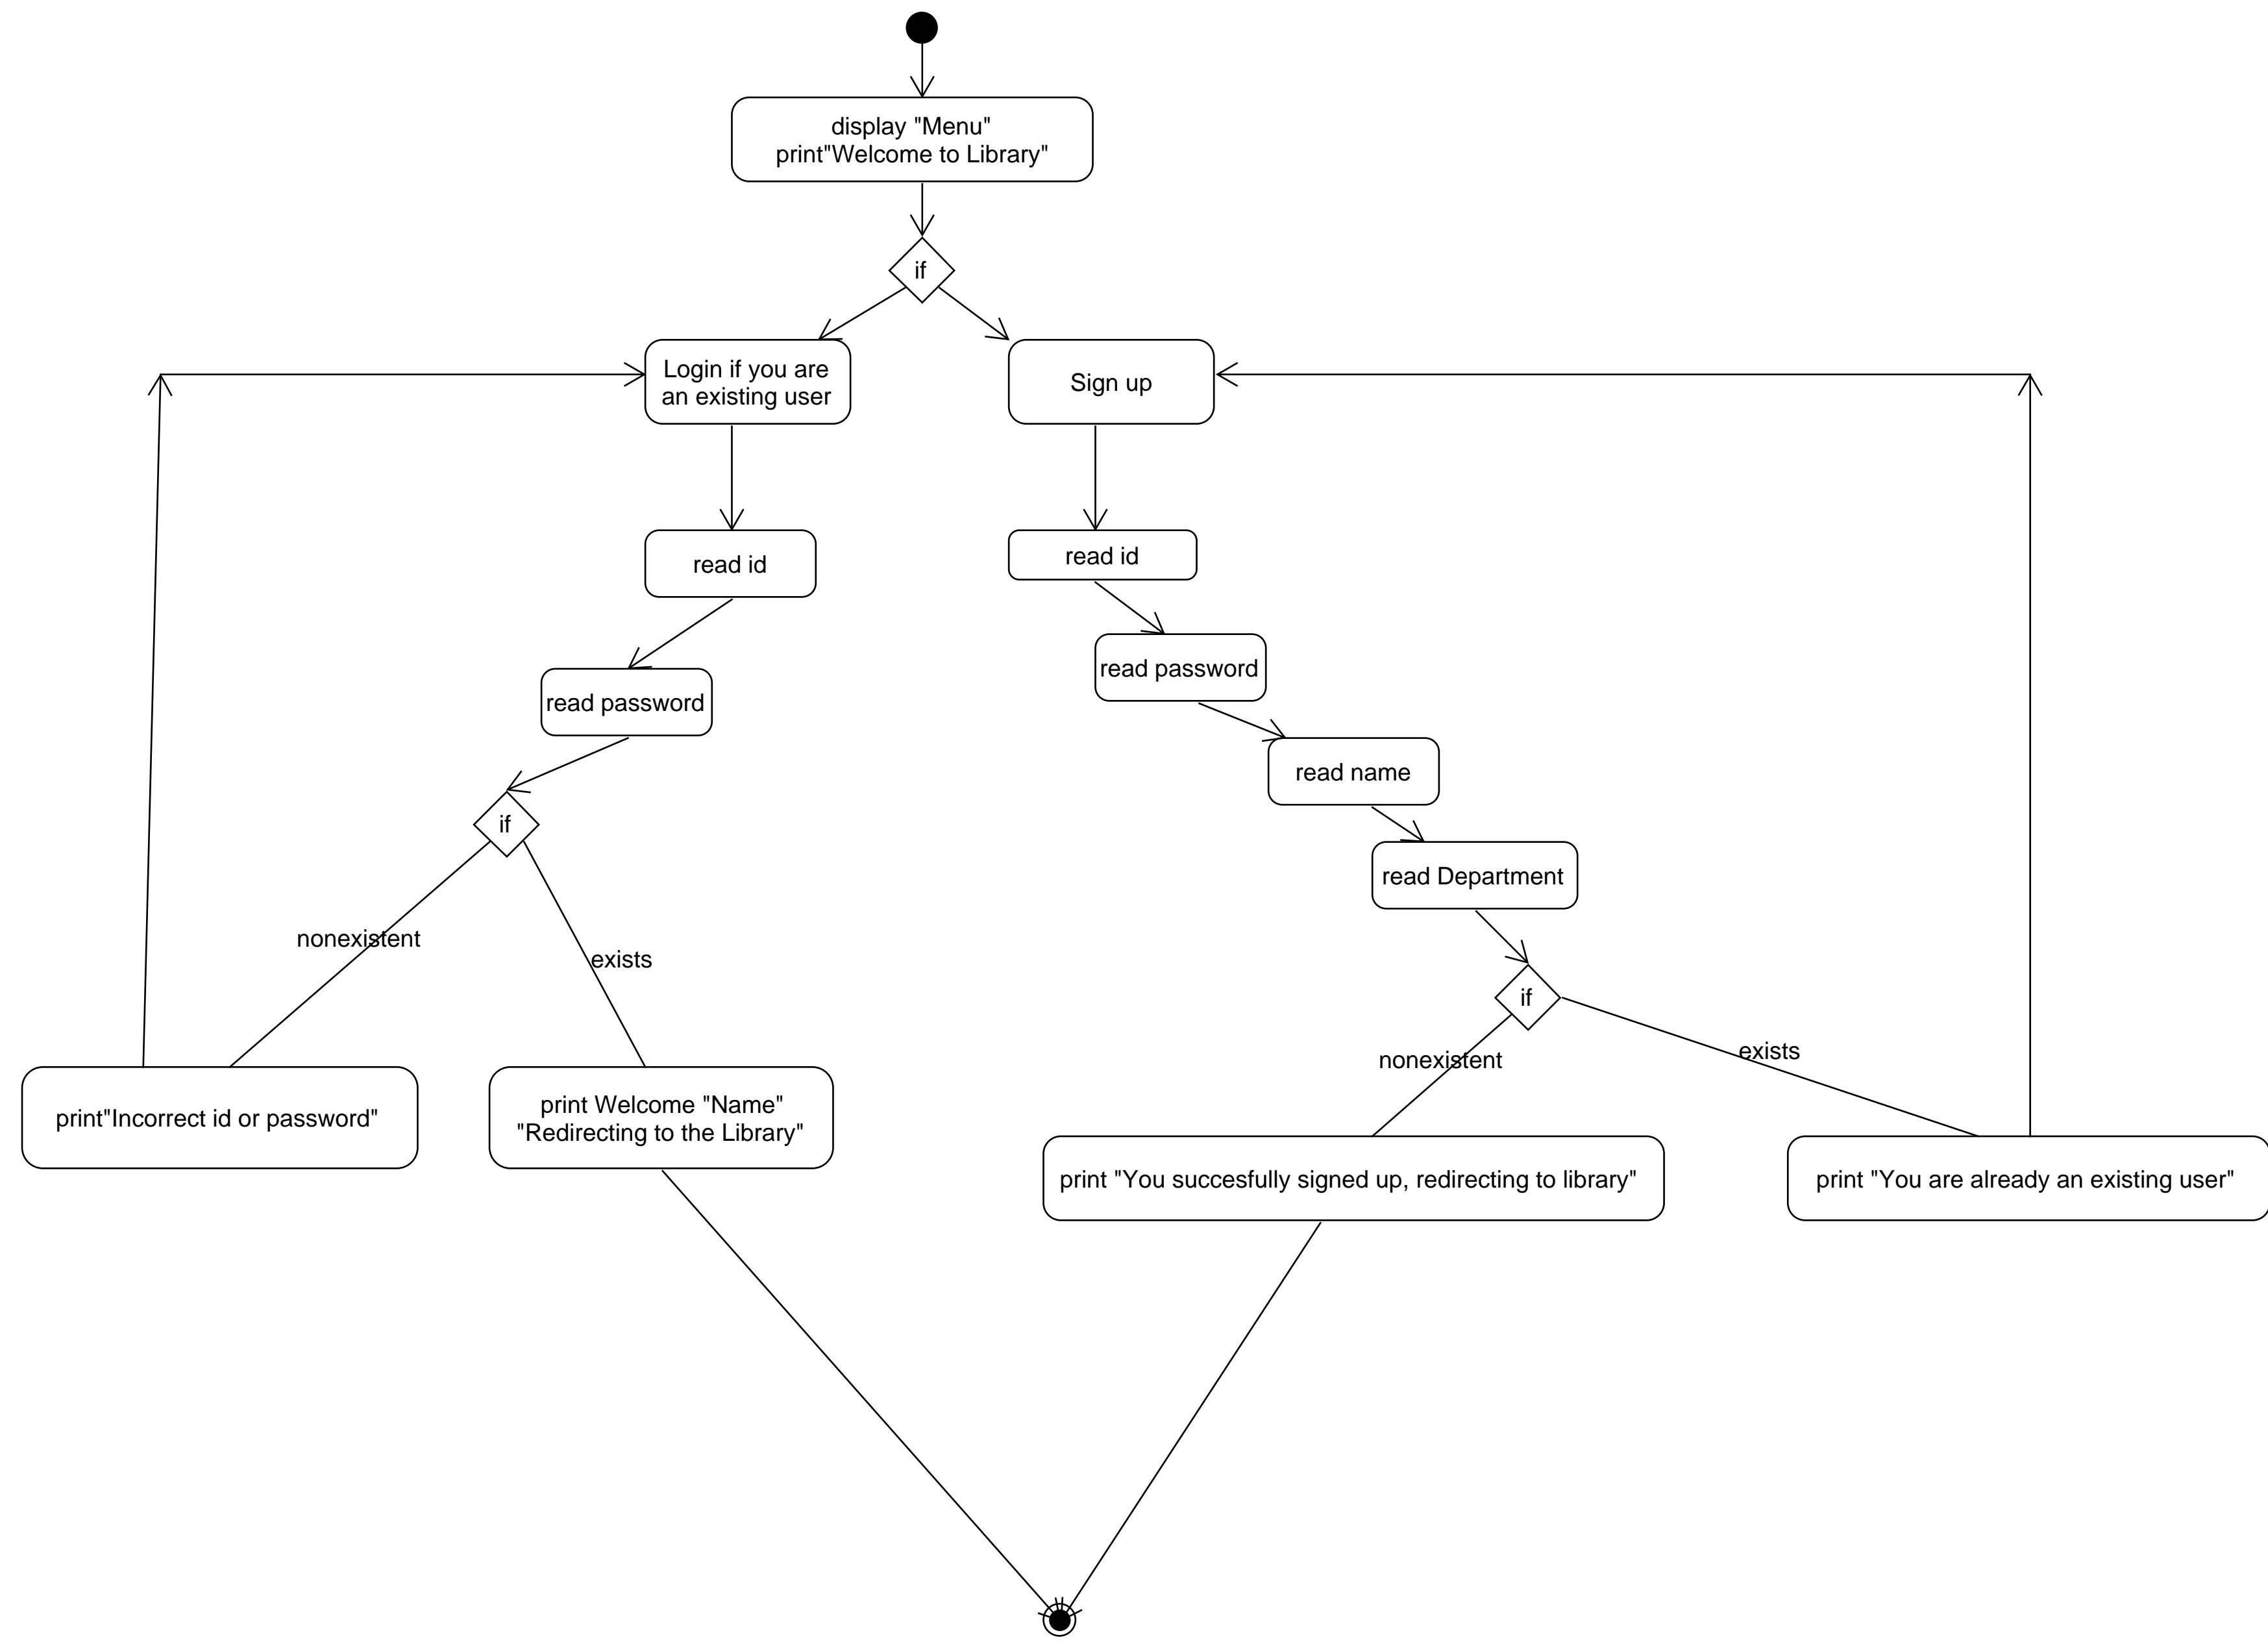 display "Menu"
print"Welcome to Library"
if
Login if you are
an existing user
Sign up
read id
read id
read password
read password
read name
if
read Department
nonexistent
exists
if
nonexistent
exists
print"Incorrect id or password"
print Welcome "Name"
"Redirecting to the Library"
print "You succesfully signed up, redirecting to library"
print "You are already an existing user"